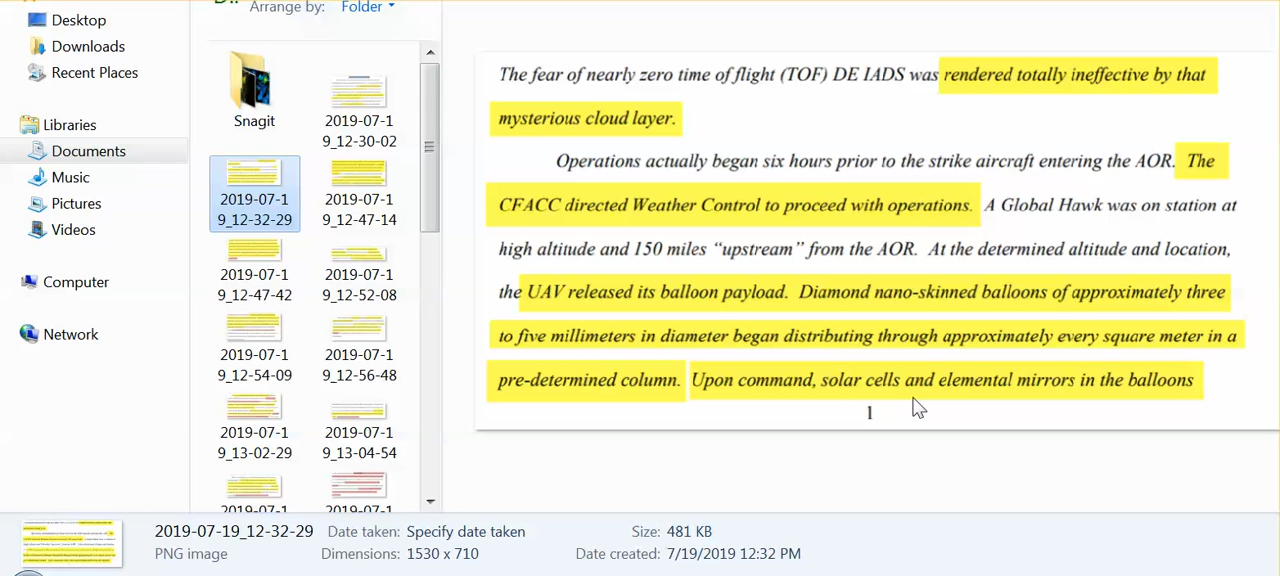 Arrange by: Folder
Desktop
Downloads
Recent Places
Libraries
Documents
Music
Pictures
Videos
Computer
Network
Snagit
2019-07-1
9_12-30-02
2019-07-1
9_12-32-29
2019-07-1
9_12-47-14
2019-07-1
9_12-47-42
2019-07-1
9_12-52-08
2019-07-1
9_12-54-09
2019-07-1
9_12-56-48
2019-07-1
9_13-02-29
2019-07-1
9_13-04-54
2019-07-1
2019-07-1
The fear of nearly zero time of flight (TOF) DE IADS was rendered totally ineffective by that
mysterious cloud layer.
Operations actually began six hours prior to the strike aircraft entering the AOR. The
CFACC directed Weather Control to proceed with operations. A Global Hawk was on station at
high altitude and 150 miles “upstream” from the AOR. At the determined altitude and location,
the UAV released its balloon payload. Diamond nano-skinned balloons of approximately three
to five millimeters in diameter began distributing through approximately every square meter in a
pre-determined column. Upon command, solar cells and elemental mirrors in the balloons
1
2019-07-19_12-32-29 Date taken: Specify date taken Size: 481 KB
PNG image Dimensions: 1530 x 710 Date created: 7/19/2019 12:32 PM